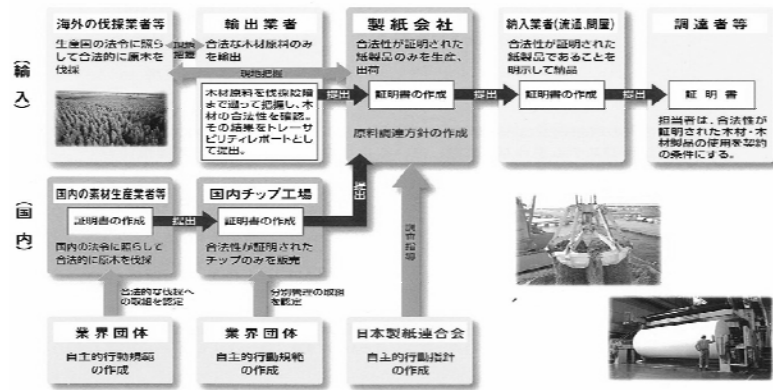 海外の伐採業者等
生産国の法令に照ら
して合法的に原木を
伐採
輸出業者
合法な木材原料のみ
を輸出
現地把握
木材原料を伐採段階
まで遡って把握し、木
材の合法性を確認。
その結果をトレーサ
ビリティレポートとし
て提出。
提出
製紙会社
合法性が証明された
紙製品のみを生産、
出荷
証明書の作成
原料調達方針の作成
提出
納入業者(流通、問屋)
合法性が証明された
紙製品であることを
明示して納品
証明書の作成
提出
調達者等
証明書
担当者は、合法性が
証明された木材・木
材製品の使用を契約
の条件にする。
(輸入)
(国内)
国内の素材生産業者等
証明書の作成
国内の法令に照らして
合法的に原木を伐採
提出
国内チップ工場
証明書の作成
合法性が証明された
チップのみを販売
提出
合法的な伐採への
取組を認定
分別管理の取組
を認定
指導
業界団体
自主的行動規範
の作成
業界団体
自主的行動規範
の作成
日本製紙連合会
自主的行動指針
の作成